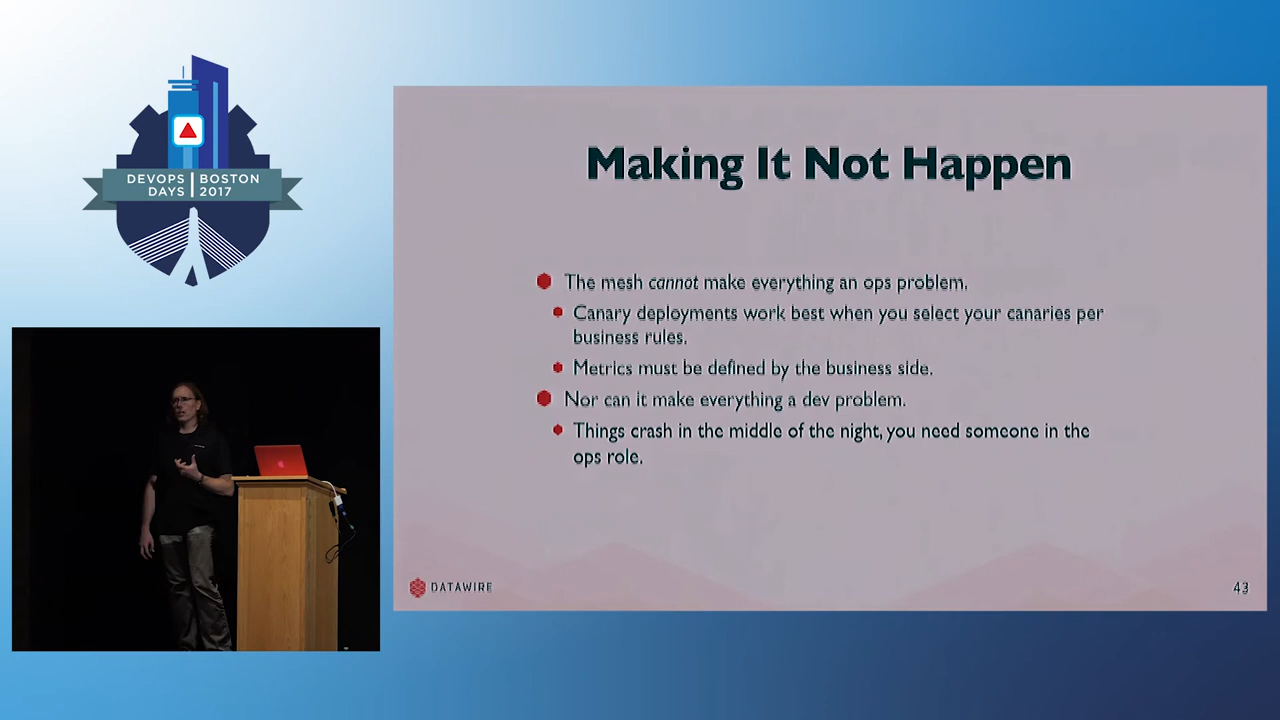 DEVOPS BOSTON
DAYS 2017
Making It Not Happen
The mesh cannot make everything an ops problem.
Canary deployments work best when you select your canaries per
business rules.
Metrics must be defined by the business side.
Nor can it make everything a dev problem.
Things crash in the middle of the night, you need someone in the
ops role.
DATAWIRE
43